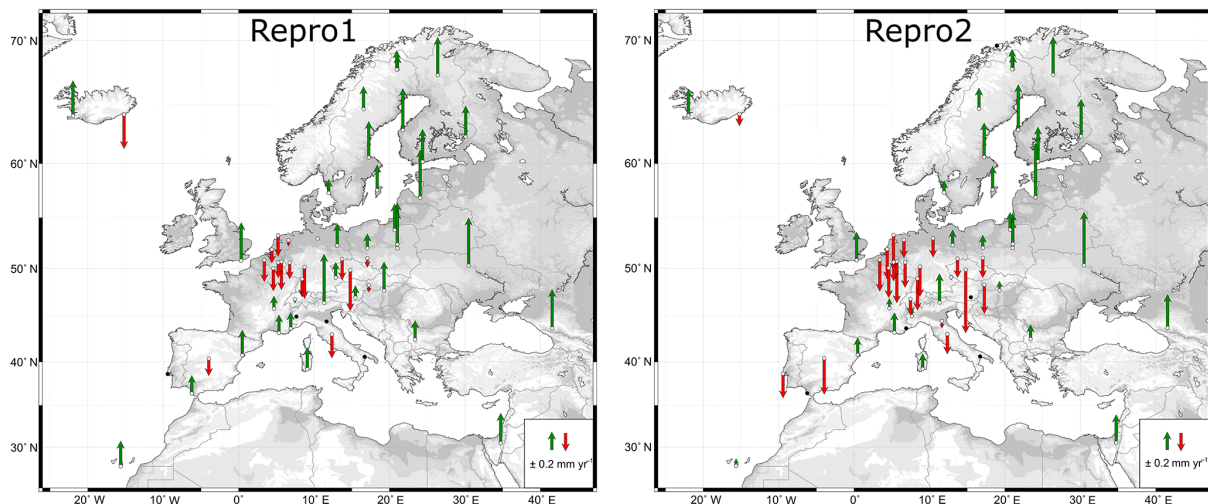 Repro1
70° N
60° N
50° N
40° N
30° N
± 0.2 mm yr⁻¹
20° W 10° W 0° 10° E 20° E 30° E 40° E
Repro2
70° N
60° N
50° N
40° N
30° N
± 0.2 mm yr⁻¹
20° W 10° W 0° 10° E 20° E 30° E 40° E